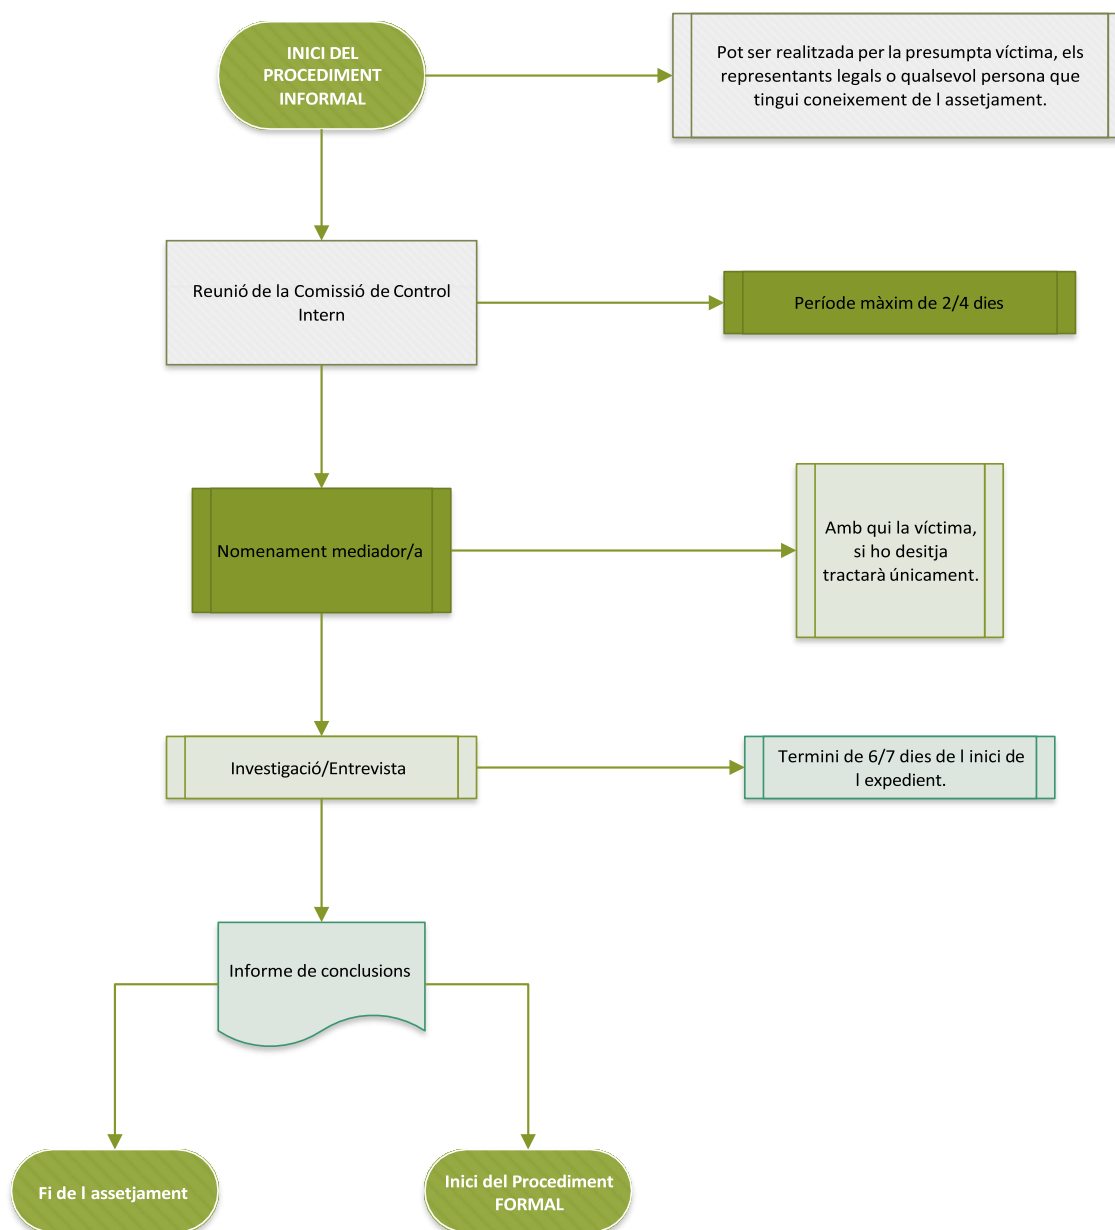 INICI DEL
PROCEDIMENT
INFORMAL
Pot ser realitzada per la presumpta víctima, els
representants legals o qualsevol persona que
tingui coneixement de l assetjament.
Reunió de la Comissió de Control
Intern
Període màxim de 2/4 dies
Nomenament mediador/a
Amb qui la víctima,
si ho desitja
tractarà únicament.
Investigació/Entrevista
Termini de 6/7 dies de l inici de
l expedient.
Informe de conclusions
Fi de l assetjament
Inici del Procediment
FORMAL